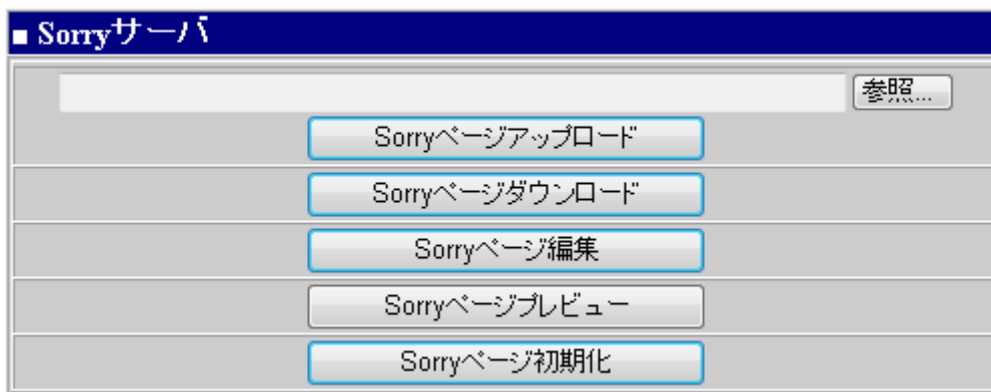 ■ Sorryサーバ
参照...
Sorryページアップロード
Sorryページダウンロード
Sorryページ編集
Sorryページプレビュー
Sorryページ初期化